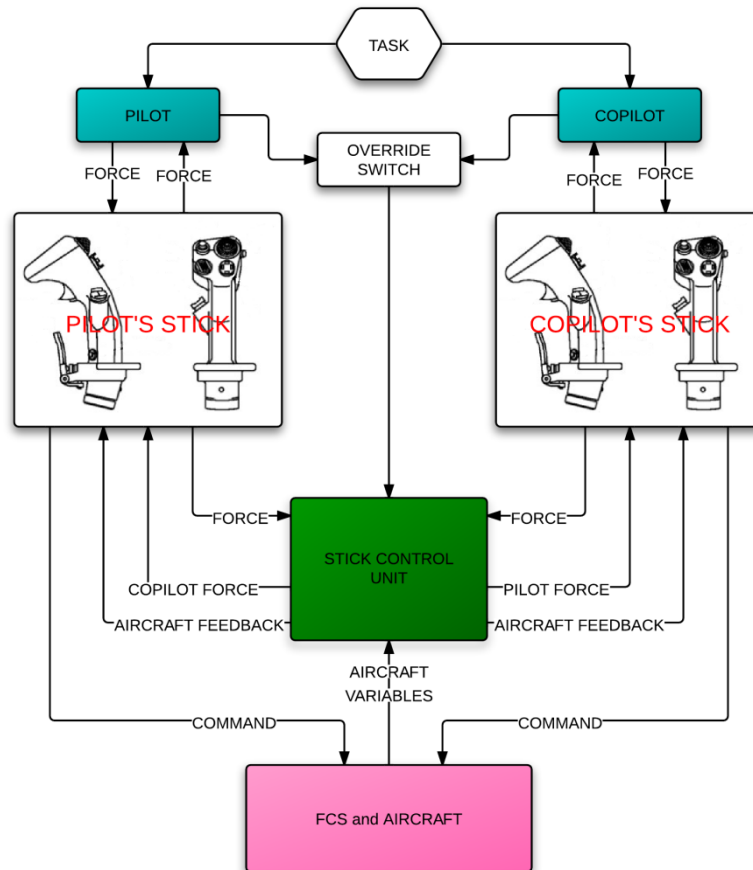 TASK
PILOT
COPILOT
OVERRIDE
SWITCH
FORCE
FORCE
FORCE
FORCE
PILOT'S STICK
COPILOT'S STICK
FORCE
FORCE
STICK CONTROL
UNIT
COPILOT FORCE
PILOT FORCE
AIRCRAFT FEEDBACK
AIRCRAFT FEEDBACK
AIRCRAFT
VARIABLES
COMMAND
COMMAND
FCS and AIRCRAFT